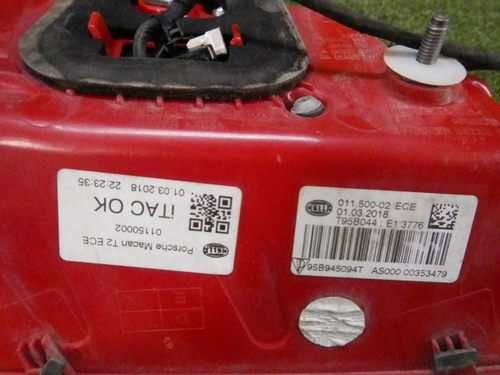 Porsche Macan T2 ECE
01150002
iTAC OK
01.03.2018 22:23:35
HELLA
HELLA
011.500-02 ECE
01.03.2018
T95B044 : E1 3776
95B945094T AS000 00353479